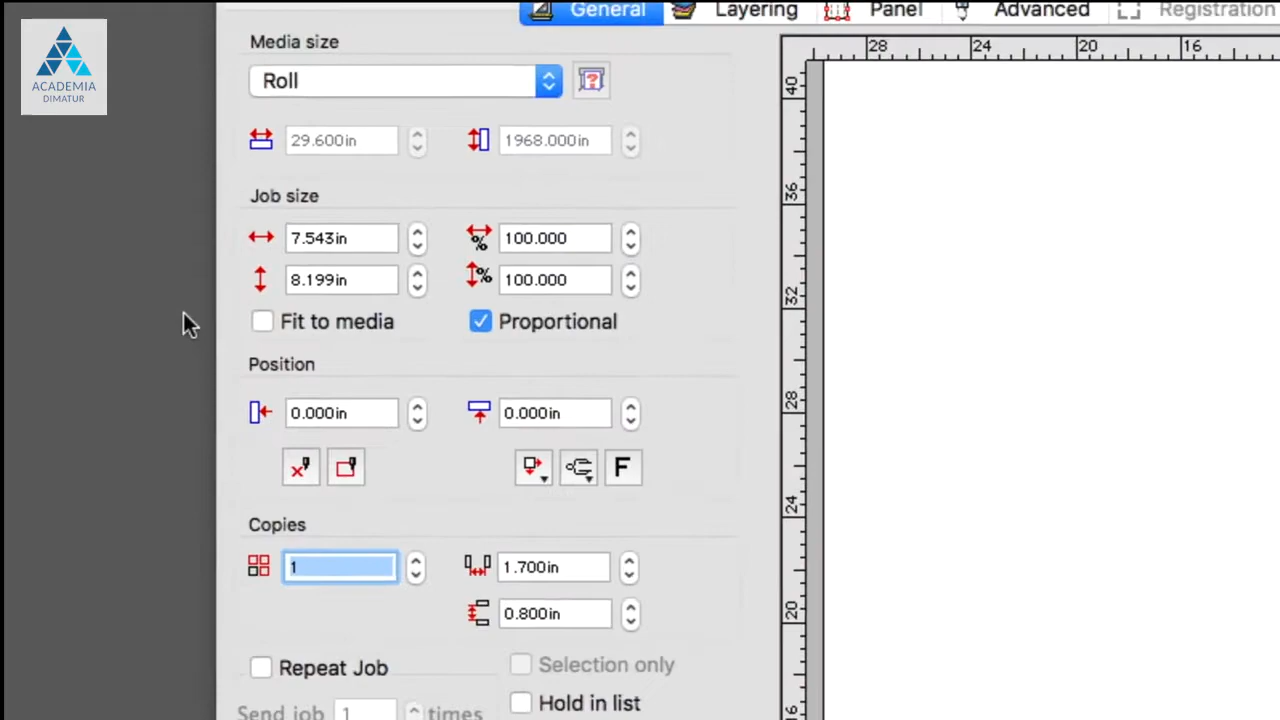 General Layering Panel Advanced Registration
ACADEMIA
DIMATUR
Media size
Roll
29.600in 1968.000in
Job size
7.543in 100.000
8.199in 100.000
Fit to media Proportional
Position
0.000in 0.000in
F
Copies
1 1.700in
0.800in
Repeat Job Selection only
Send job 1 times Hold in list
28 24 20 16
40
36
32
28
24
20
16